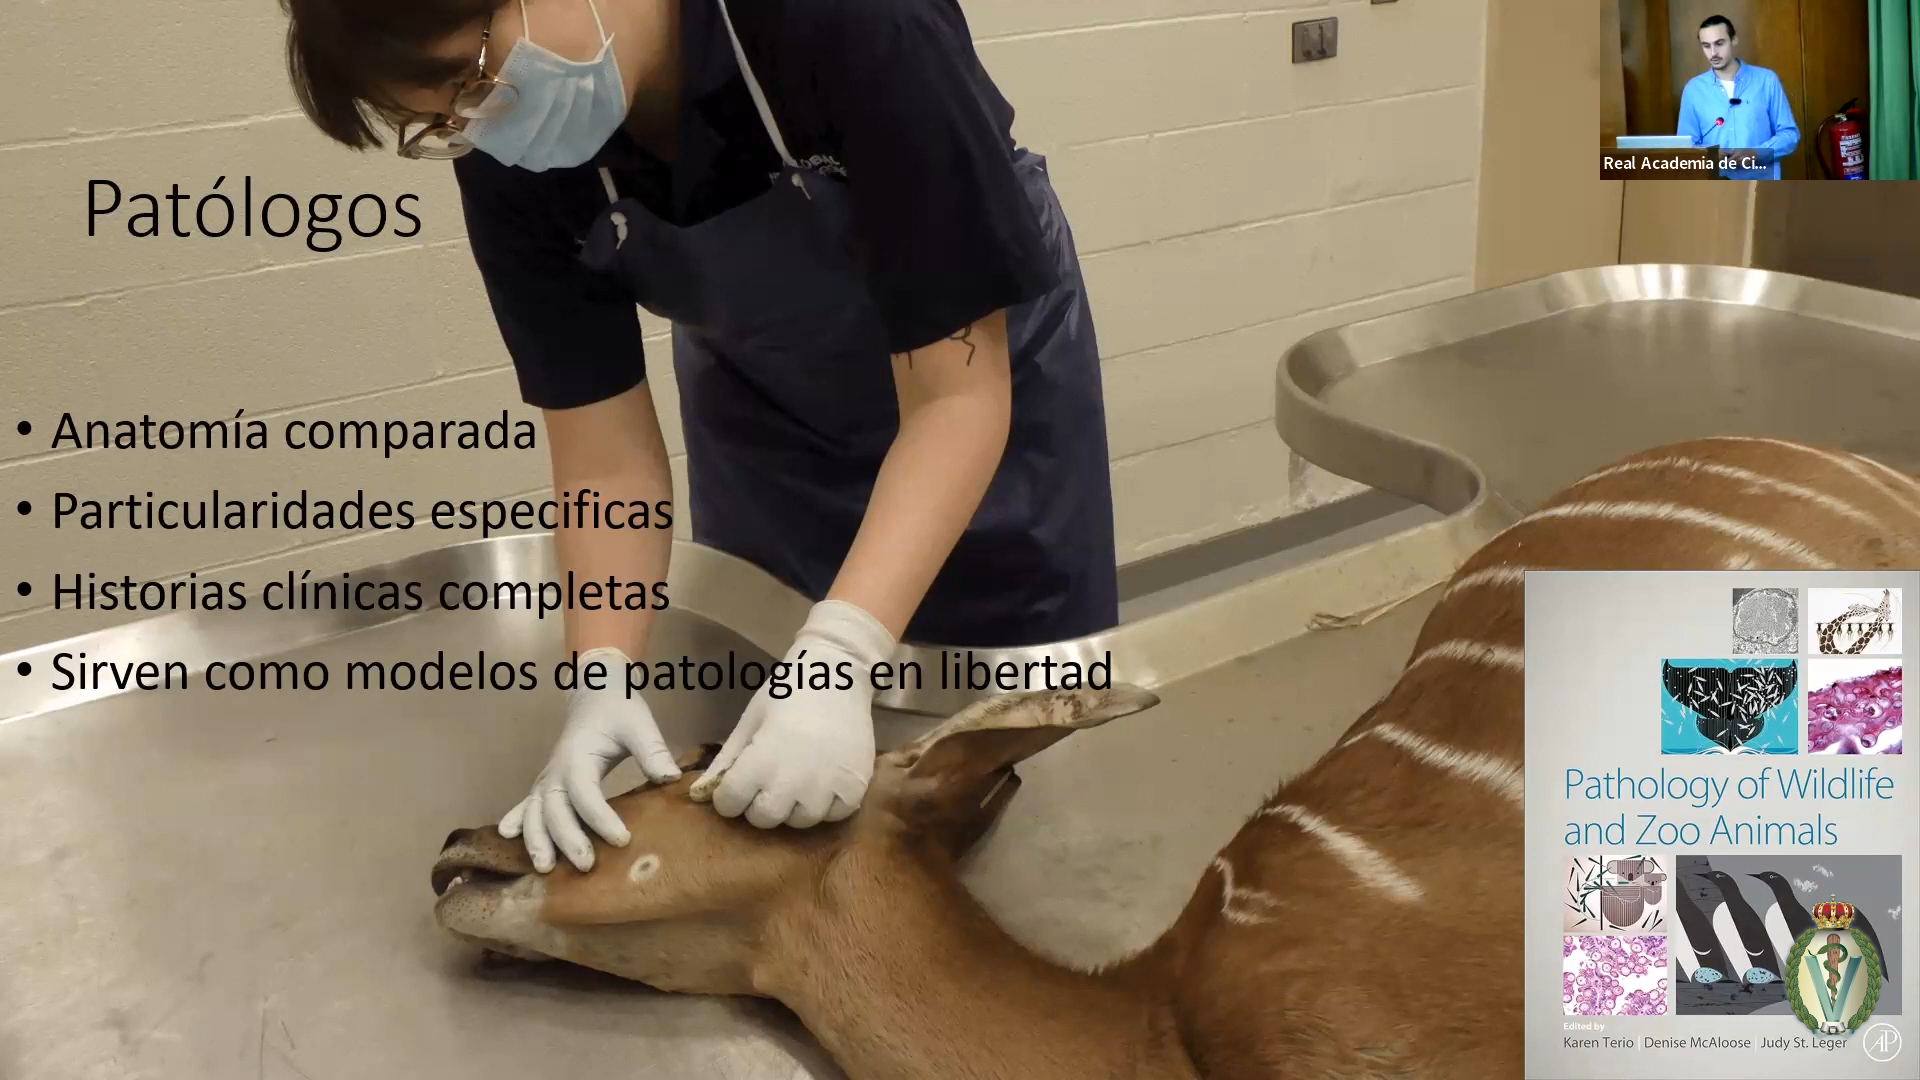 Real Academia de Ci...
Patólogos
• Anatomía comparada
• Particularidades especificas
• Historias clínicas completas
• Sirven como modelos de patologías en libertad
Pathology of Wildlife
and Zoo Animals
Edited by
Karen Terio | Denise McAloose | Judy St. Leger
AP